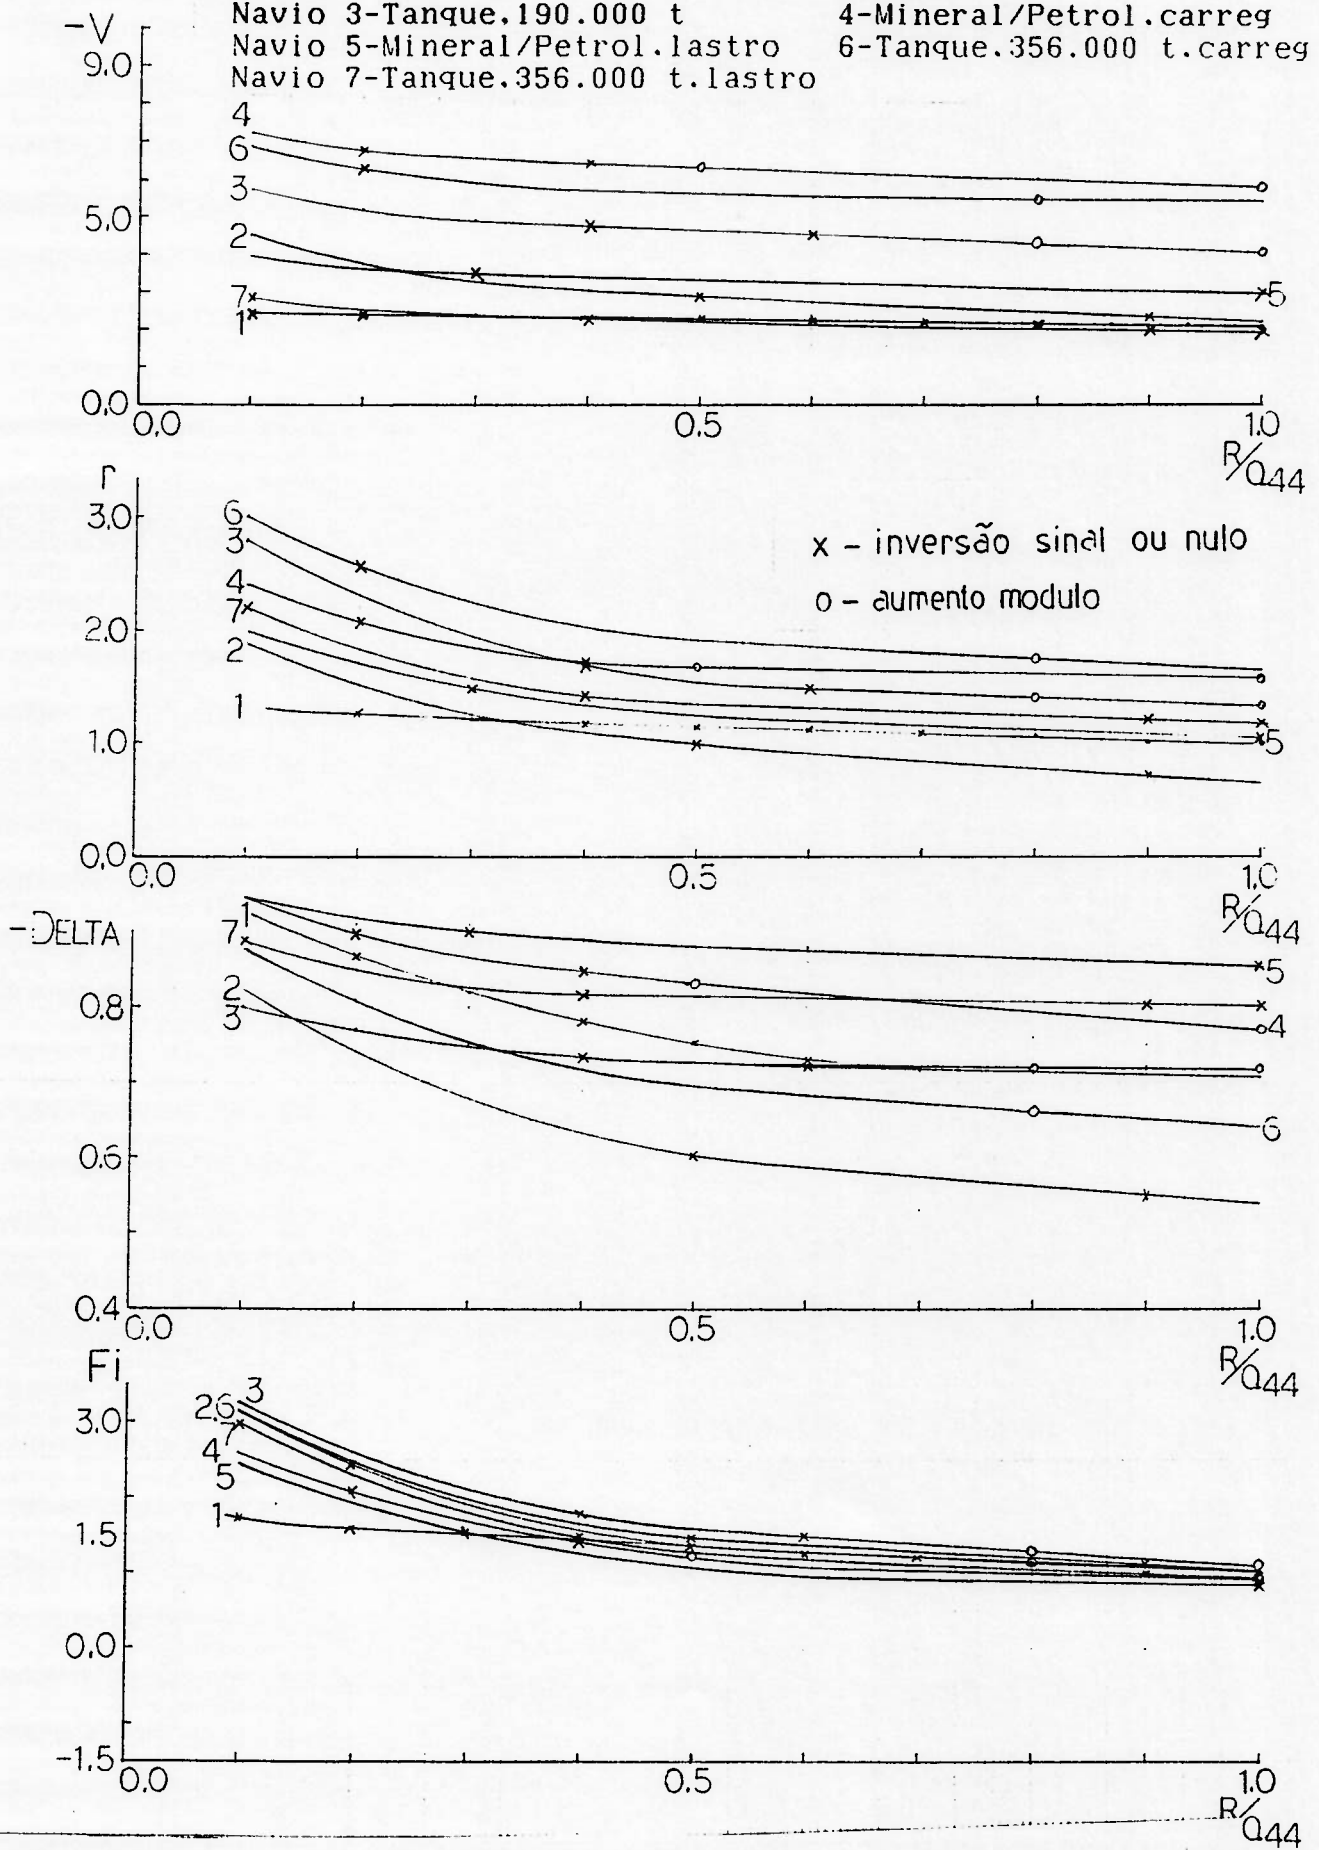 Navio 3-Tanque.190.000 t 4-Mineral/Petrol.carreg
-V
Navio 5-Mineral/Petrol.lastro 6-Tanque.356.000 t.carreg
9.0
Navio 7-Tanque.356.000 t.lastro
4
6
3
5.0
2
7
5
1
0.0
0.0 0.5 1.0
R/Q44
r
3.0
6
3
x - inversão sinal ou nulo
4
7
o - aumento modulo
2.0
2
1
1.0
5
0.0
0.0 0.5 1.0
R/Q44
-DELTA
1
7
5
2
0.8
3
4
6
0.6
0.4
0.0 0.5 1.0
R/Q44
Fi
3
2.6
3.0
7
4
5
1
1.5
0.0
-1.5
0.0 0.5 1.0
R/Q44